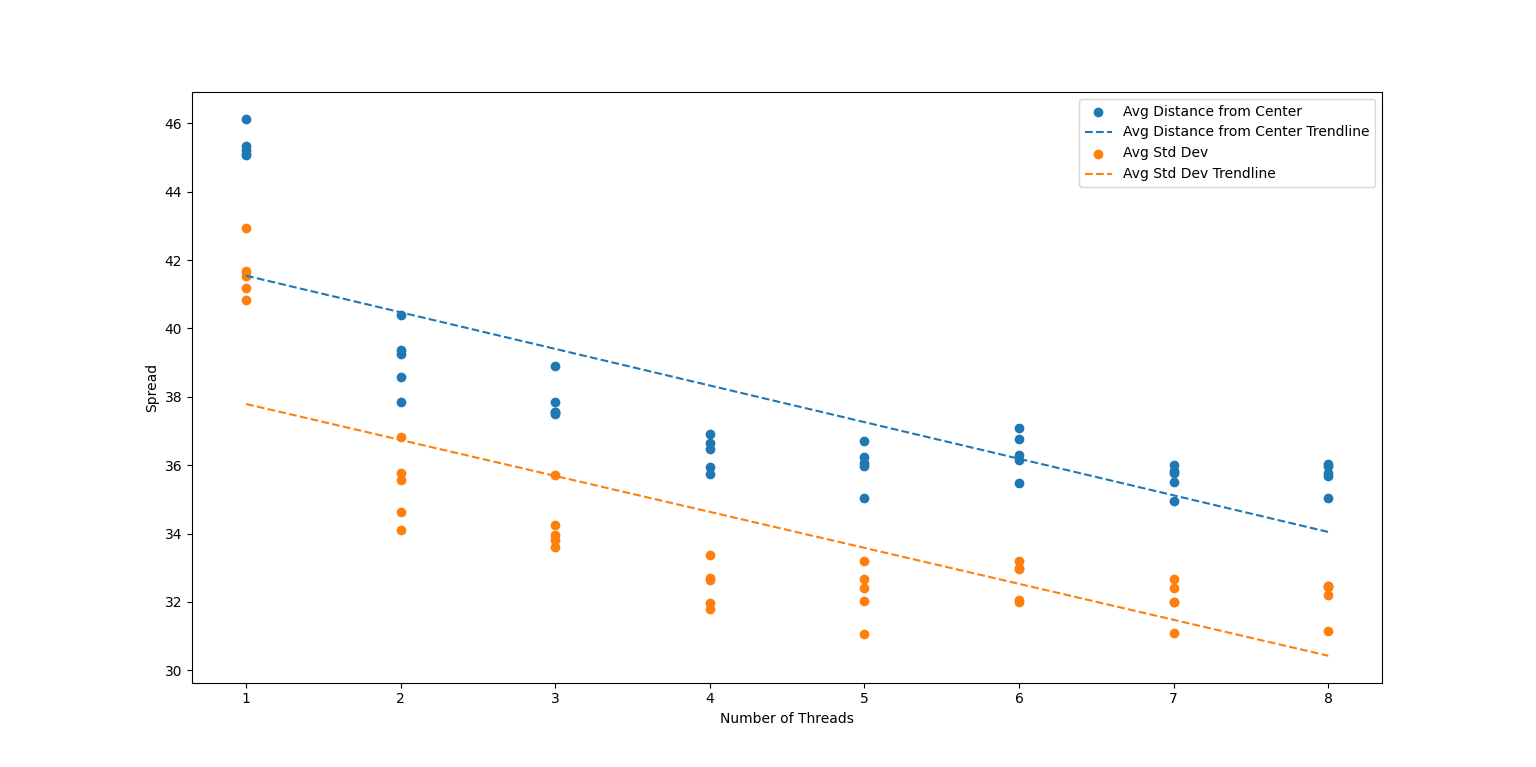 Avg Distance from Center
Avg Distance from Center Trendline
Avg Std Dev
Avg Std Dev Trendline
46
44
42
40
38
36
34
32
30
Spread
1 2 3 4 5 6 7 8
Number of Threads